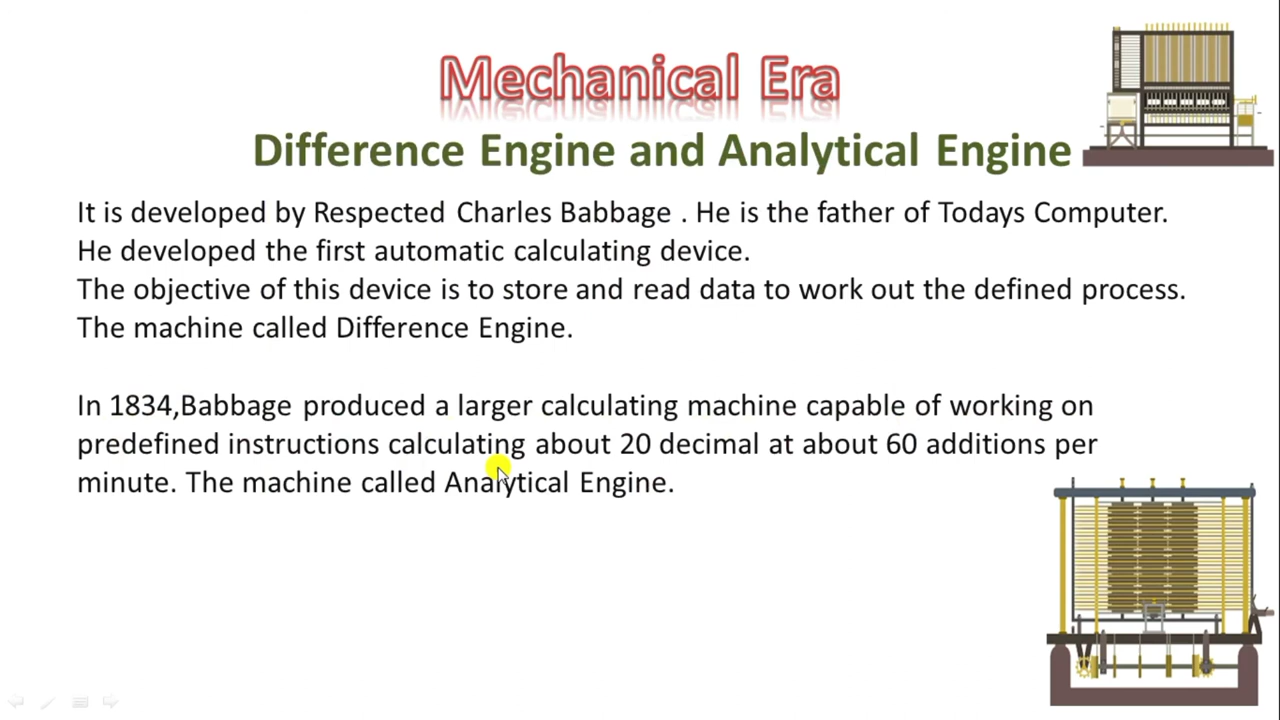 Mechanical Era
Difference Engine and Analytical Engine
It is developed by Respected Charles Babbage . He is the father of Todays Computer.
He developed the first automatic calculating device.
The objective of this device is to store and read data to work out the defined process.
The machine called Difference Engine.
In 1834,Babbage produced a larger calculating machine capable of working on
predefined instructions calculating about 20 decimal at about 60 additions per
minute. The machine called Analytical Engine.